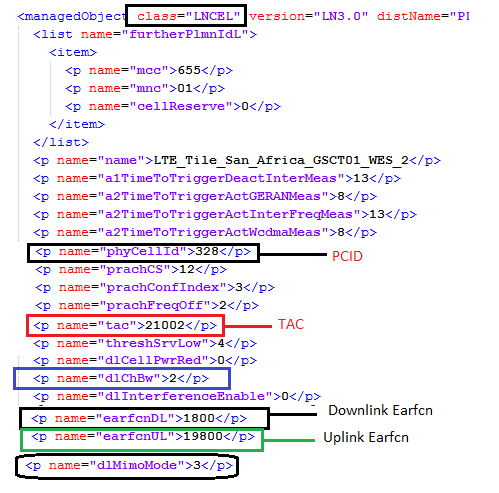 <managedObject class="LNCEL" version="LN3.0" distName="Pl
<list name="furtherPlmnIdL">
<item>
<p name="mcc">655</p>
<p name="mnc">01</p>
<p name="cellReserve">0</p>
</item>
</list>
<p name="name">LTE_Tile_San_Africa_GSCT01_WES_2</p>
<p name="a1TimeToTriggerDeactInterMeas">13</p>
<p name="a2TimeToTriggerActGERANMeas">8</p>
<p name="a2TimeToTriggerActInterFreqMeas">13</p>
<p name="a2TimeToTriggerActWcdmaMeas">8</p>
<p name="phyCellId">328</p> PCID
<p name="prachCS">12</p>
<p name="prachConfIndex">3</p>
<p name="prachFreqOff">2</p>
<p name="tac">21002</p> TAC
<p name="threshSrvLow">4</p>
<p name="dlCellPwrRed">0</p>
<p name="dlChBw">2</p>
<p name="dlInterferenceEnable">0</p>
<p name="earfcnDL">1800</p> Downlink Earfcn
<p name="earfcnUL">19800</p> Uplink Earfcn
<p name="dlMimoMode">3</p>